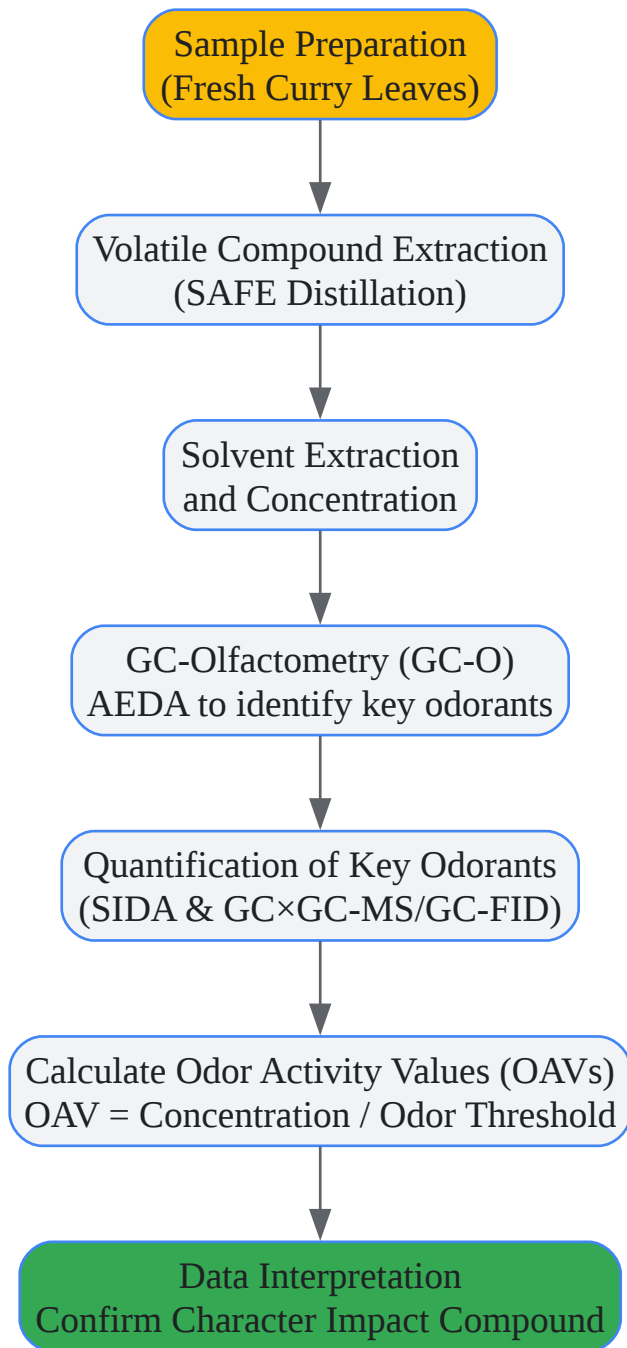 Sample Preparation
(Fresh Curry Leaves)
Volatile Compound Extraction
(SAFE Distillation)
Solvent Extraction
and Concentration
GC-Olfactometry (GC-O)
AEDA to identify key odorants
Quantification of Key Odorants
(SIDA & GC×GC-MS/GC-FID)
Calculate Odor Activity Values (OAVs)
OAV = Concentration / Odor Threshold
Data Interpretation
Confirm Character Impact Compound